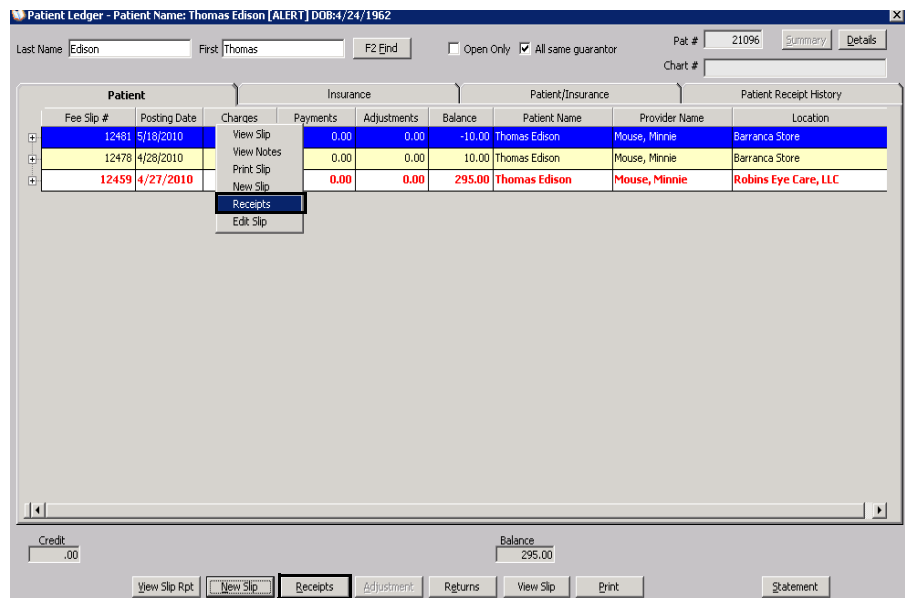 Patient Ledger - Patient Name: Thomas Edison [ALERT] DOB:4/24/1962
Last Name Edison First Thomas F2 Find Open Only All same guarantor Pat # 21096 Summary Details
Chart #
Patient Insurance Patient/Insurance Patient Receipt History
Fee Slip # Posting Date Charges Payments Adjustments Balance Patient Name Provider Name Location
12481 5/18/2010 0.00 0.00 -10.00 Thomas Edison Mouse, Minnie Barranca Store
12478 4/28/2010 0.00 0.00 10.00 Thomas Edison Mouse, Minnie Barranca Store
12459 4/27/2010 0.00 0.00 295.00 Thomas Edison Mouse, Minnie Robins Eye Care, LLC
View Slip
View Notes
Print Slip
New Slip
Receipts
Edit Slip
Credit Balance
.00 295.00
View Slip Rpt New Slip Receipts Adjustment Returns View Slip Print Statement